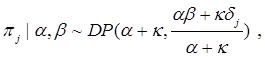 π_j | α, β ~ DP(α + κ, (αβ + κδ_j)/(α + κ)) ,